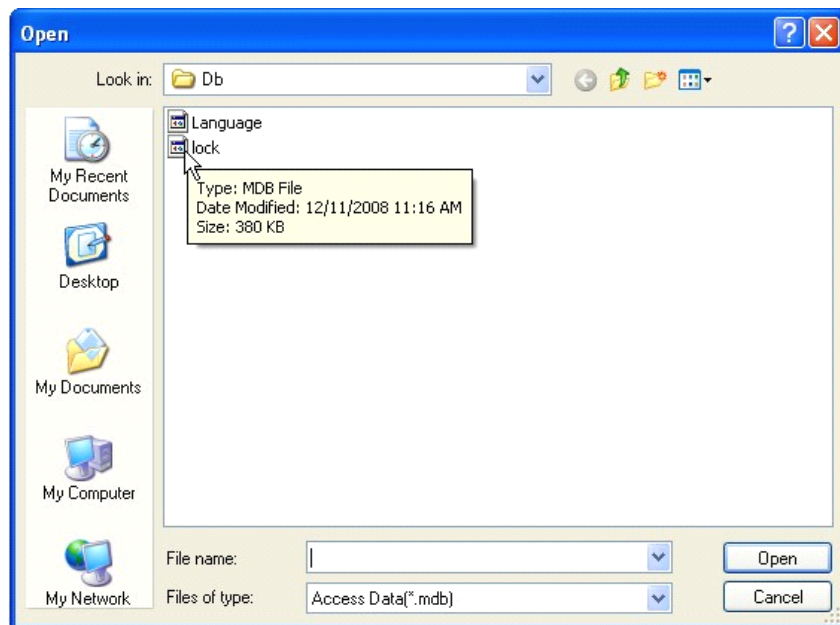 Open
Look in:
Db
My Recent
Documents
Desktop
My Documents
My Computer
My Network
Language
lock
Type: MDB File
Date Modified: 12/11/2008 11:16 AM
Size: 380 KB
File name:
Open
Files of type:
Access Data(*.mdb)
Cancel